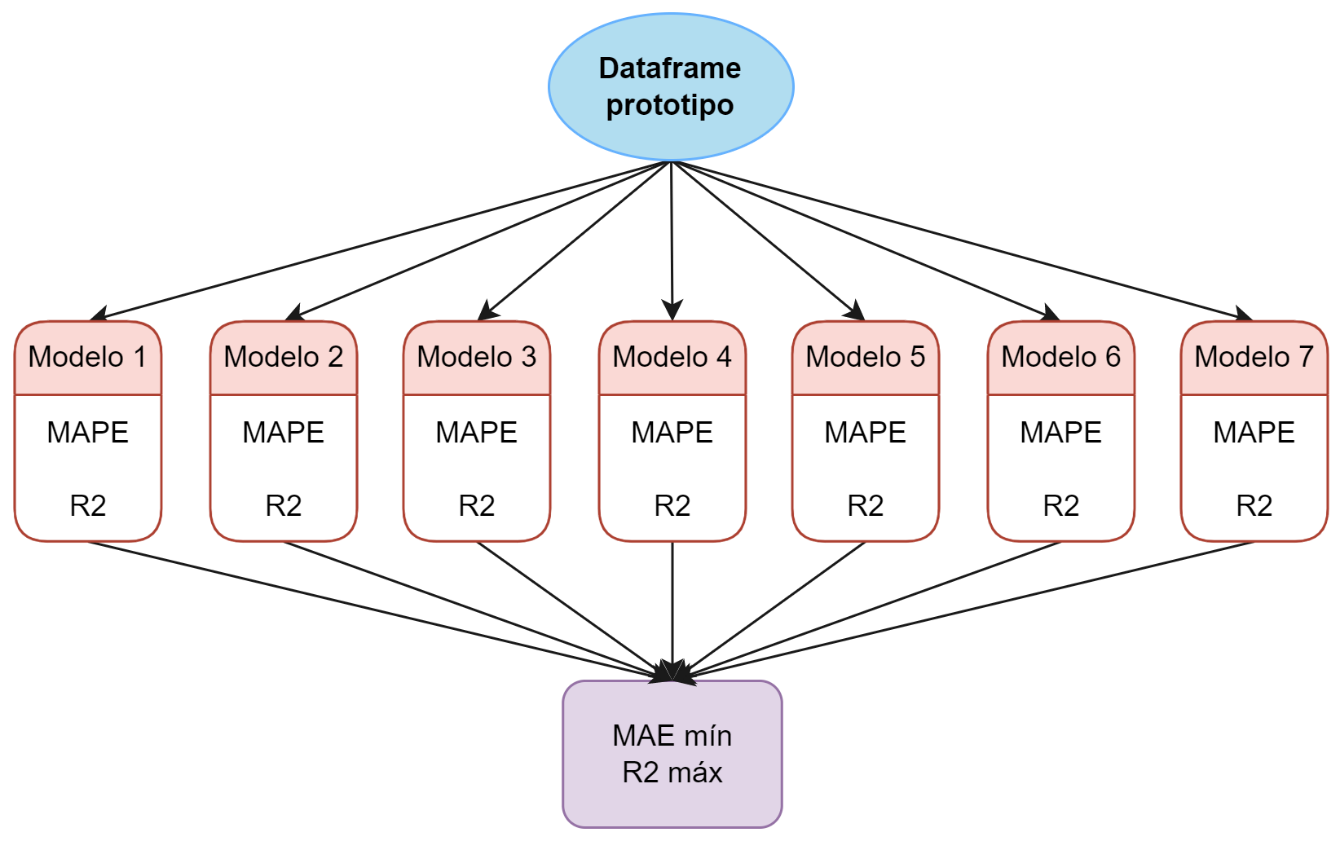 Dataframe
prototipo
Modelo 1
MAPE
R2
Modelo 2
MAPE
R2
Modelo 3
MAPE
R2
Modelo 4
MAPE
R2
Modelo 5
MAPE
R2
Modelo 6
MAPE
R2
Modelo 7
MAPE
R2
MAE mín
R2 máx